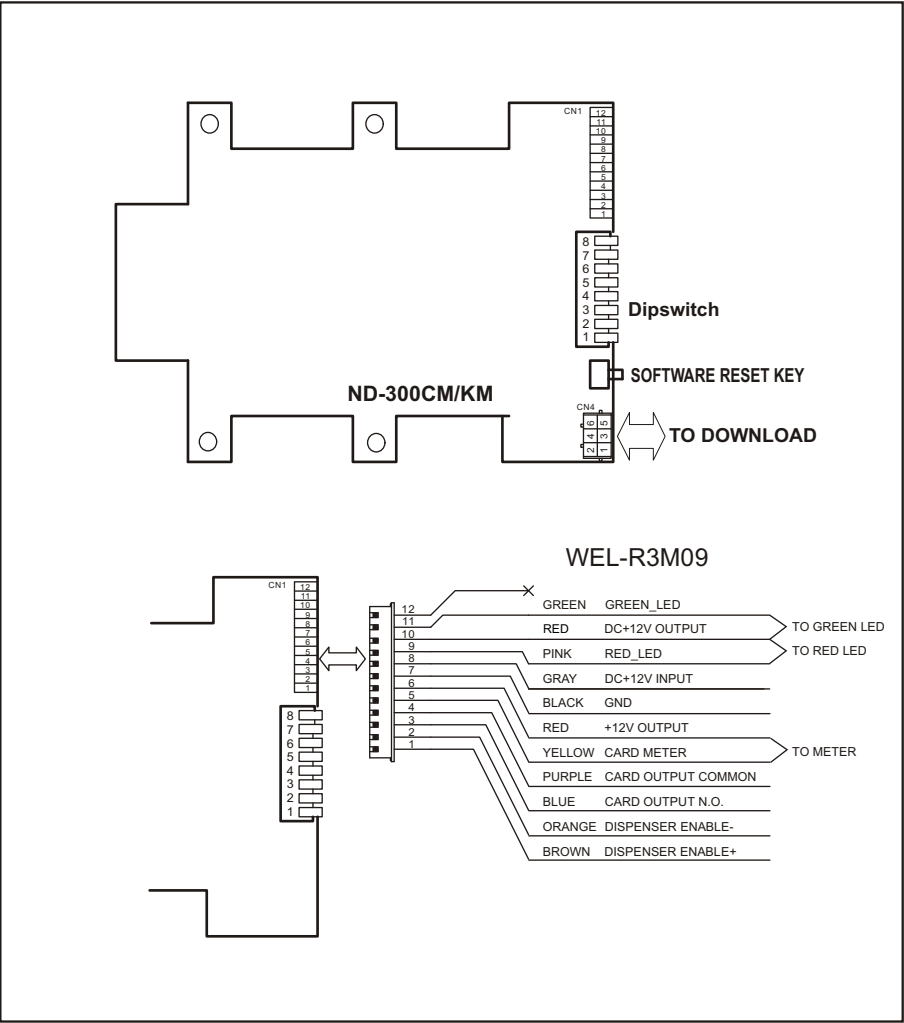 CN1
12
11
10
9
8
7
6
5
4
3
2
1
8
7
6
5
4
3
2
1
Dipswitch
SOFTWARE RESET KEY
ND-300CM/KM
CN4
6 5
4 3
2 1
TO DOWNLOAD
WEL-R3M09
CN1
12
11
10
9
8
7
6
5
4
3
2
1
8
7
6
5
4
3
2
1
12
11
10
9
8
7
6
5
4
3
2
1
GREEN GREEN_LED
RED DC+12V OUTPUT
TO GREEN LED
PINK RED_LED
TO RED LED
GRAY DC+12V INPUT
BLACK GND
RED +12V OUTPUT
YELLOW CARD METER
TO METER
PURPLE CARD OUTPUT COMMON
BLUE CARD OUTPUT N.O.
ORANGE DISPENSER ENABLE-
BROWN DISPENSER ENABLE+